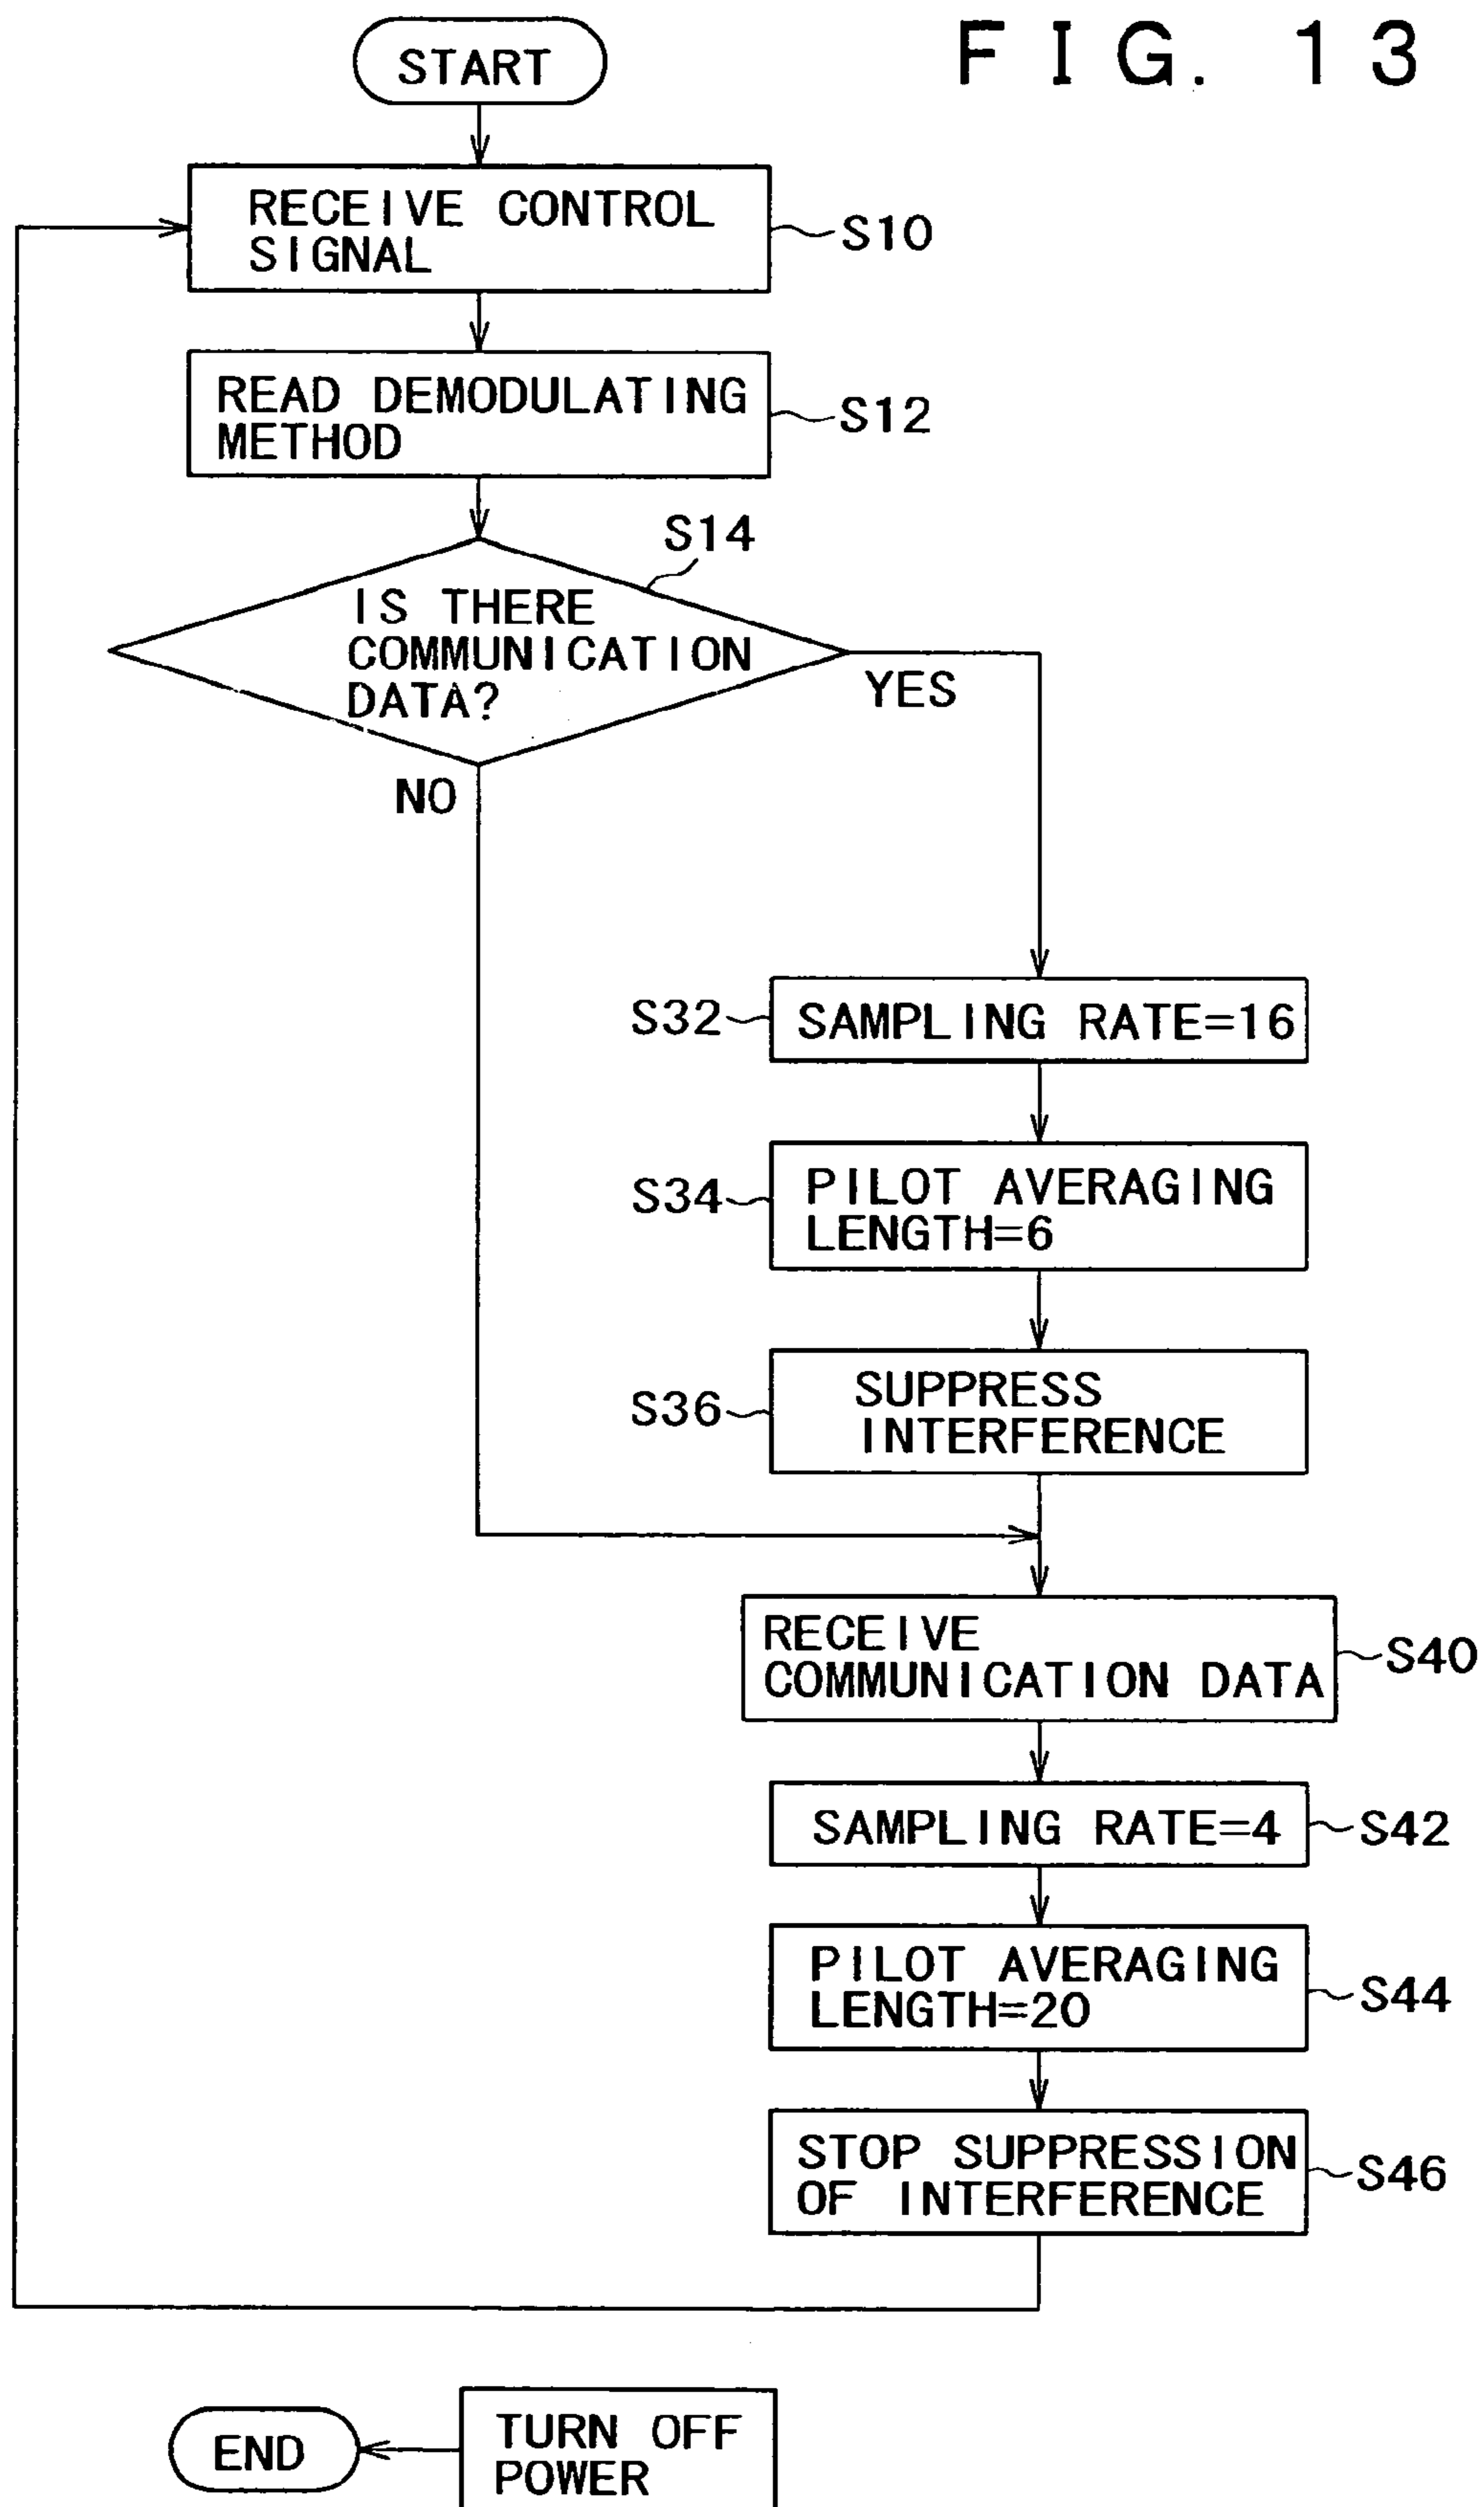 FIG. 13
START
RECEIVE CONTROL
SIGNAL
S10
READ DEMODULATING
METHOD
S12
S14
IS THERE
COMMUNICATION
DATA?
YES
NO
S32
SAMPLING RATE=16
S34
PILOT AVERAGING
LENGTH=6
S36
SUPPRESS
INTERFERENCE
RECEIVE
COMMUNICATION DATA
S40
SAMPLING RATE=4
S42
PILOT AVERAGING
LENGTH=20
S44
STOP SUPPRESSION
OF INTERFERENCE
S46
END
TURN OFF
POWER